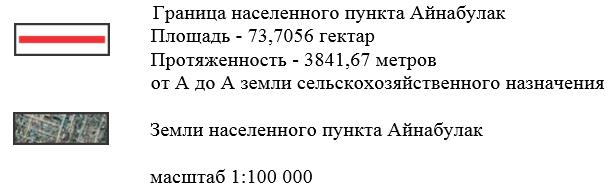 Граница населенного пункта Айнабулак
Площадь - 73,7056 гектар
Протяженность - 3841,67 метров
от А до А земли сельскохозяйственного назначения
Земли населенного пункта Айнабулак
масштаб 1:100 000